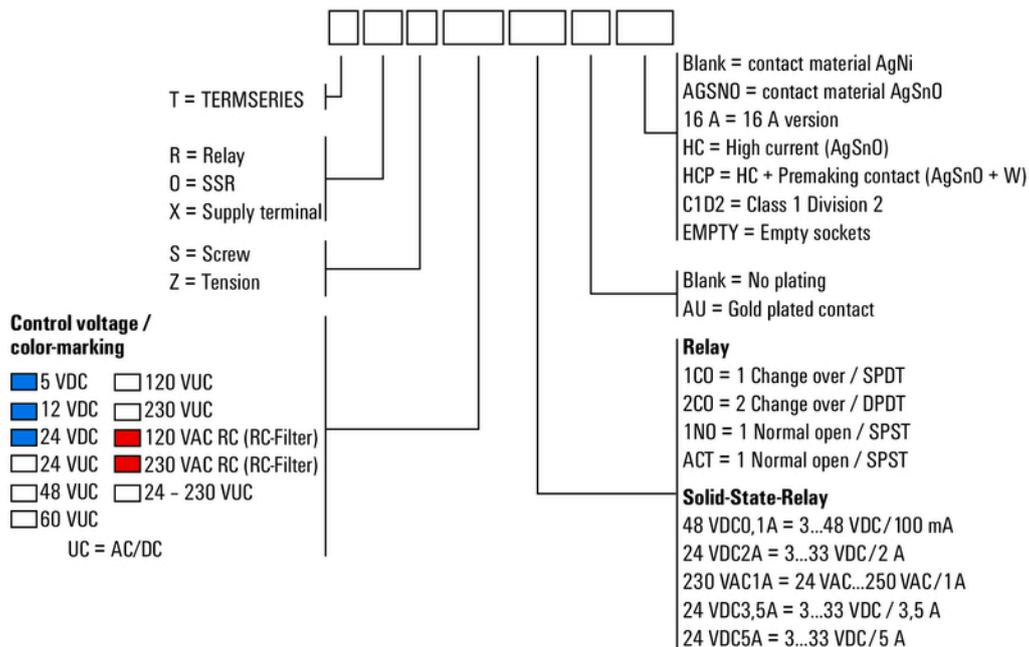 T = TERMSERIES
R = Relay
O = SSR
X = Supply terminal
S = Screw
Z = Tension
Control voltage /
color-marking
5 VDC
12 VDC
24 VDC
24 VUC
48 VUC
60 VUC
120 VUC
230 VUC
120 VAC RC (RC-Filter)
230 VAC RC (RC-Filter)
24 – 230 VUC
UC = AC/DC
Blank = contact material AgNi
AGSNO = contact material AgSnO
16 A = 16 A version
HC = High current (AgSnO)
HCP = HC + Premaking contact (AgSnO + W)
C1D2 = Class 1 Division 2
EMPTY = Empty sockets
Blank = No plating
AU = Gold plated contact
Relay
1CO = 1 Change over / SPDT
2CO = 2 Change over / DPDT
1NO = 1 Normal open / SPST
ACT = 1 Normal open / SPST
Solid-State-Relay
48 VDC0,1A = 3...48 VDC/100 mA
24 VDC2A = 3...33 VDC/2 A
230 VAC1A = 24 VAC...250 VAC/1A
24 VDC3,5A = 3...33 VDC / 3,5 A
24 VDC5A = 3...33 VDC/5 A